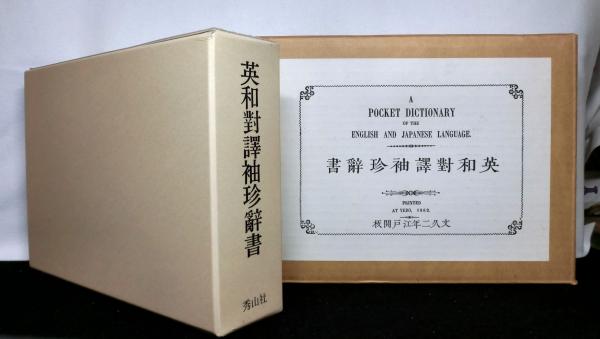 英和對譯袖珍辭書
秀山社
A
POCKET DICTIONARY
OF THE
ENGLISH AND JAPANESE LANGUAGE.
書辭珍袖譯對和英
PRINTED
AT YEDO, 1862.
文久二年江戸開板